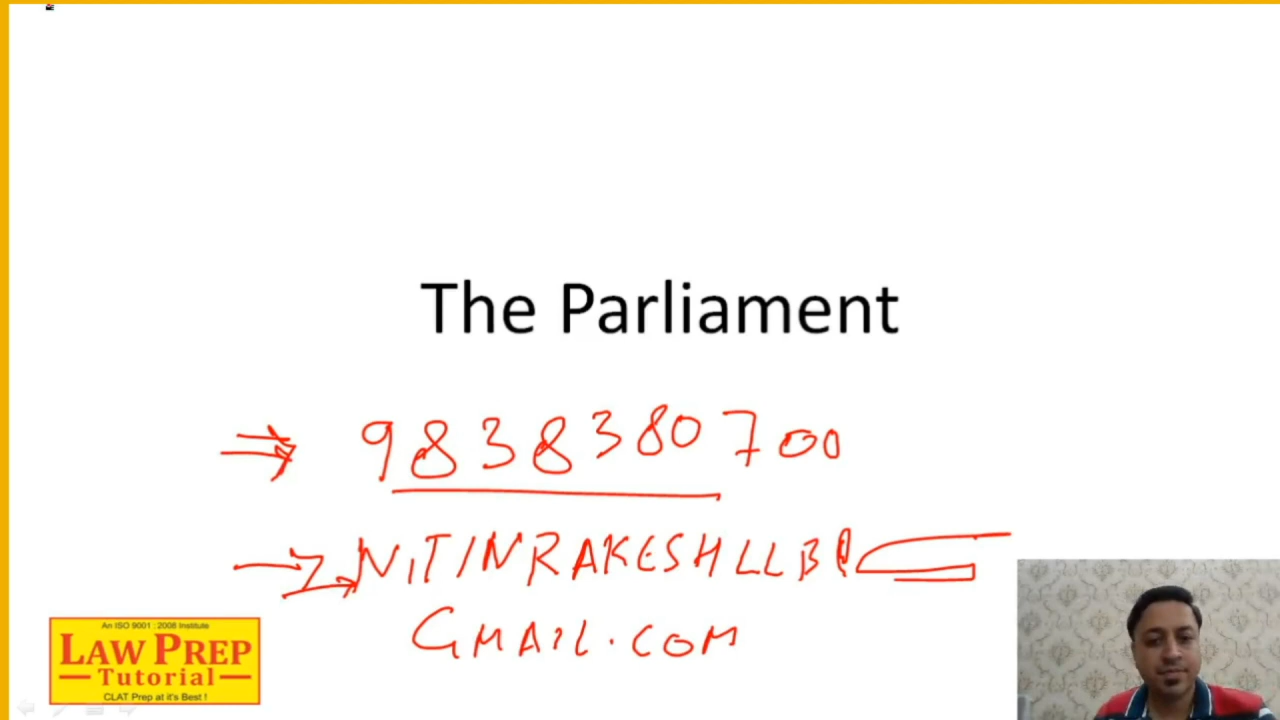 The Parliament
9838380700
NITINRAKESHLLB@
GMAIL.COM
An ISO 9001 : 2008 Institute
LAW PREP
Tutorial
CLAT Prep at it's Best !